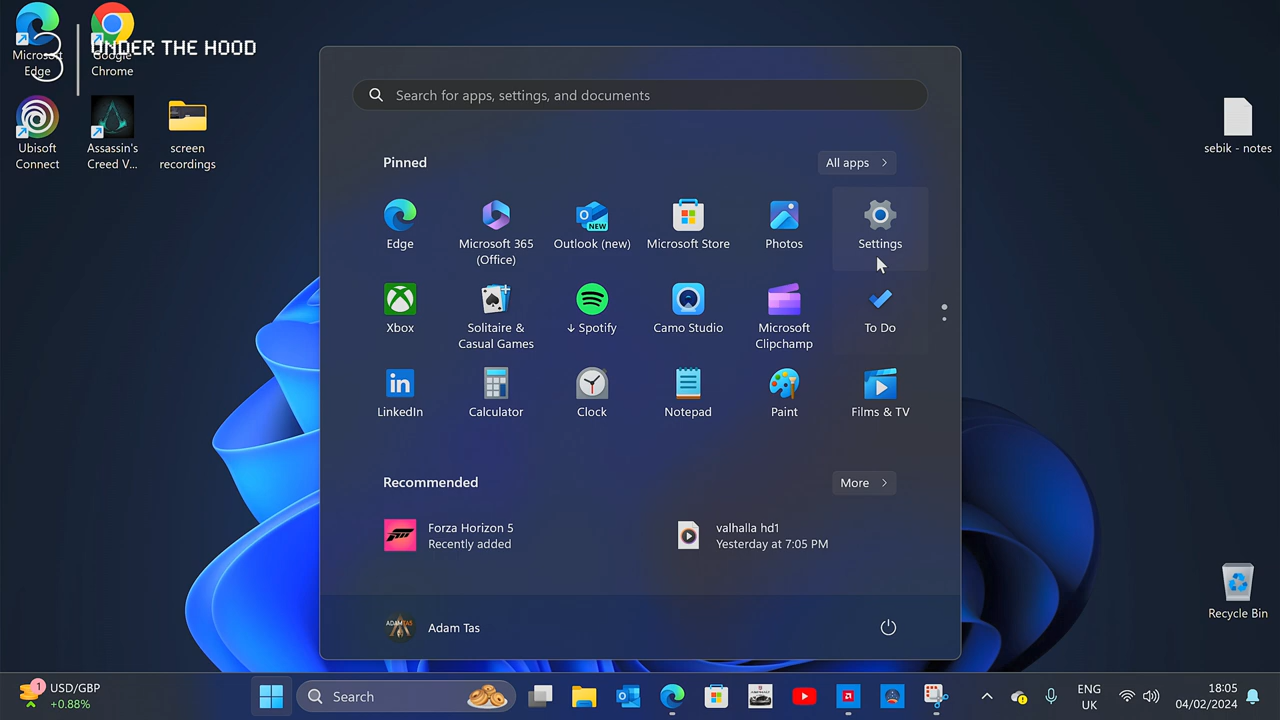 UNDER THE HOOD
Microsoft
Edge
Google
Chrome
Ubisoft
Connect
Assassin's
Creed V...
screen
recordings
sebik - notes
Recycle Bin
Search for apps, settings, and documents
Pinned
All apps
Edge
Microsoft 365
(Office)
NEW
Outlook (new)
Microsoft Store
Photos
Settings
Xbox
Solitaire &
Casual Games
↓ Spotify
Camo Studio
Microsoft
Clipchamp
To Do
in
LinkedIn
Calculator
Clock
Notepad
Paint
Films & TV
Recommended
More
Forza Horizon 5
Recently added
valhalla hd1
Yesterday at 7:05 PM
ADAMTAS
Adam Tas
1
USD/GBP
+0.88%
Search
ENG
UK
18:05
04/02/2024